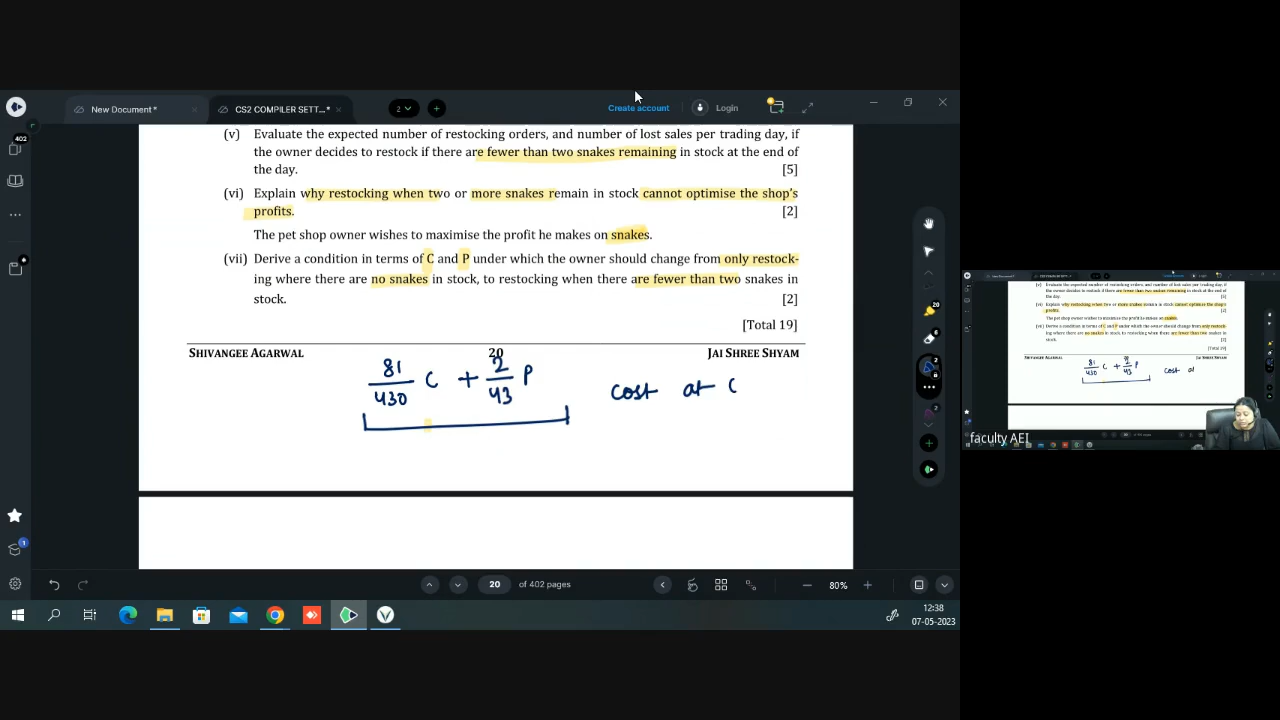 New Document*
CS2 COMPILER SETT...*
2
Create account
Login
402
(v) Evaluate the expected number of restocking orders, and number of lost sales per trading day, if
the owner decides to restock if there are fewer than two snakes remaining in stock at the end of
the day. [5]
(vi) Explain why restocking when two or more snakes remain in stock cannot optimise the shop's
profits. [2]
The pet shop owner wishes to maximise the profit he makes on snakes.
(vii) Derive a condition in terms of C and P under which the owner should change from only restock-
ing where there are no snakes in stock, to restocking when there are fewer than two snakes in
stock. [2]
[Total 19]
SHIVANGEE AGARWAL 20 JAI SHREE SHYAM
81/430 C + 2/43 P cost at C
20 of 402 pages
80%
12:38
07-05-2023
faculty AEI